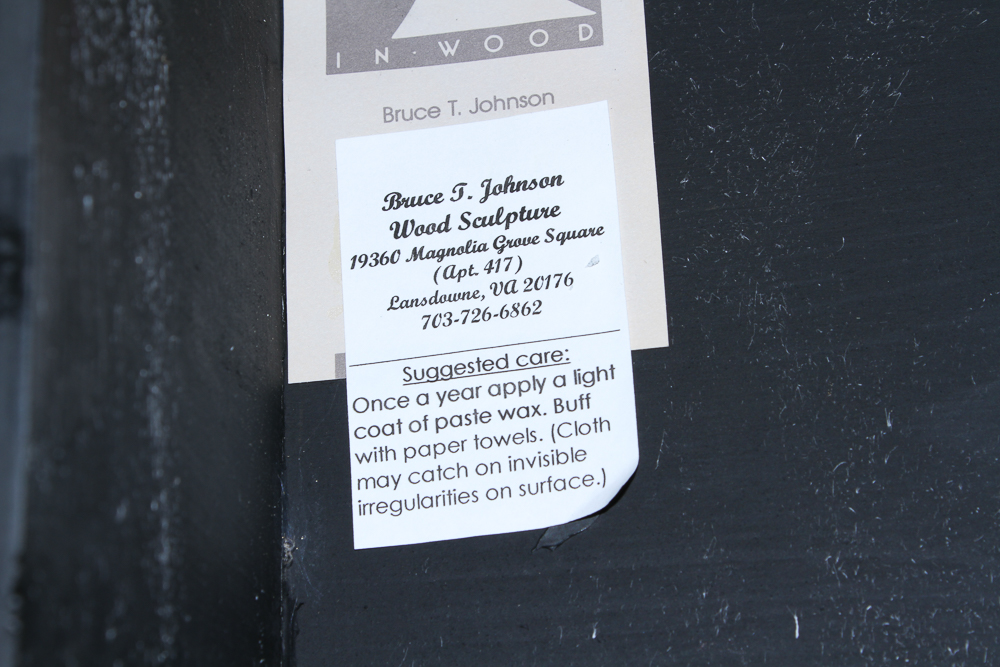 IN·WOOD
Bruce T. Johnson
Bruce T. Johnson
Wood Sculpture
19360 Magnolia Grove Square
(Apt. 417)
Lansdowne, VA 20176
703-726-6862
Suggested care:
Once a year apply a light
coat of paste wax. Buff
with paper towels. (Cloth
may catch on invisible
irregularities on surface.)